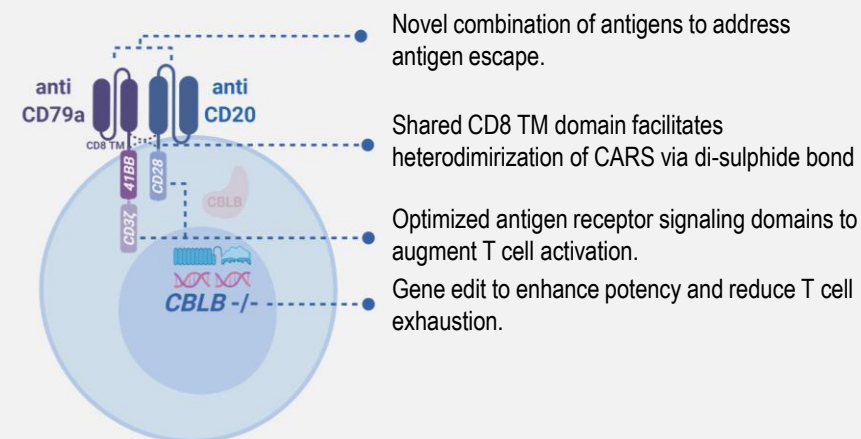 Novel combination of antigens to address
antigen escape.
anti
CD79a
anti
CD20
CD8 TM
Shared CD8 TM domain facilitates
heterodimirization of CARS via di-sulphide bond
41BB
CD28
CBLB
CD3ζ
Optimized antigen receptor signaling domains to
augment T cell activation.
CBLB -/-
Gene edit to enhance potency and reduce T cell
exhaustion.